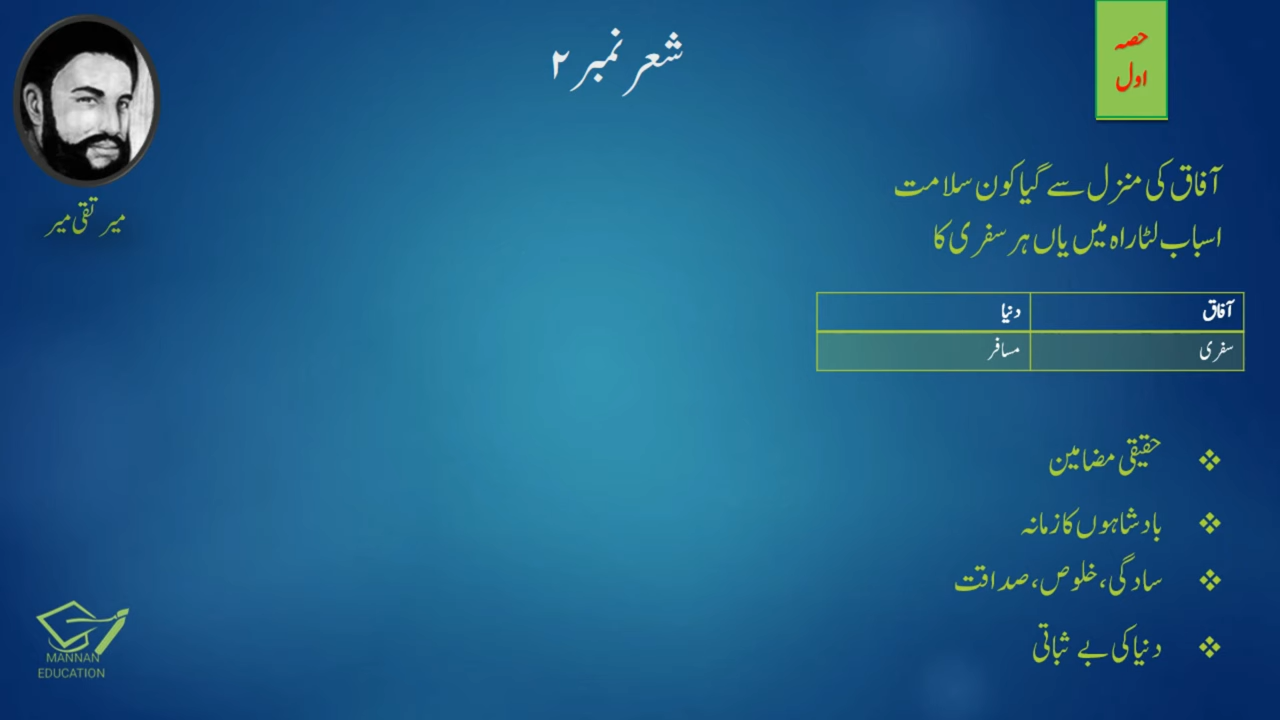 شعر نمبر ۲
حصہ
اول
میر تقی میر
آفاق کی منزل سے گیا کون سلامت
اسباب لٹا راہ میں یاں ہر سفری کا
آفاق دنیا
سفری مسافر
حقیقی مضامین
بادشاہوں کا زمانہ
سادگی، خلوص، صداقت
دنیا کی بے ثباتی
MANNAN
EDUCATION